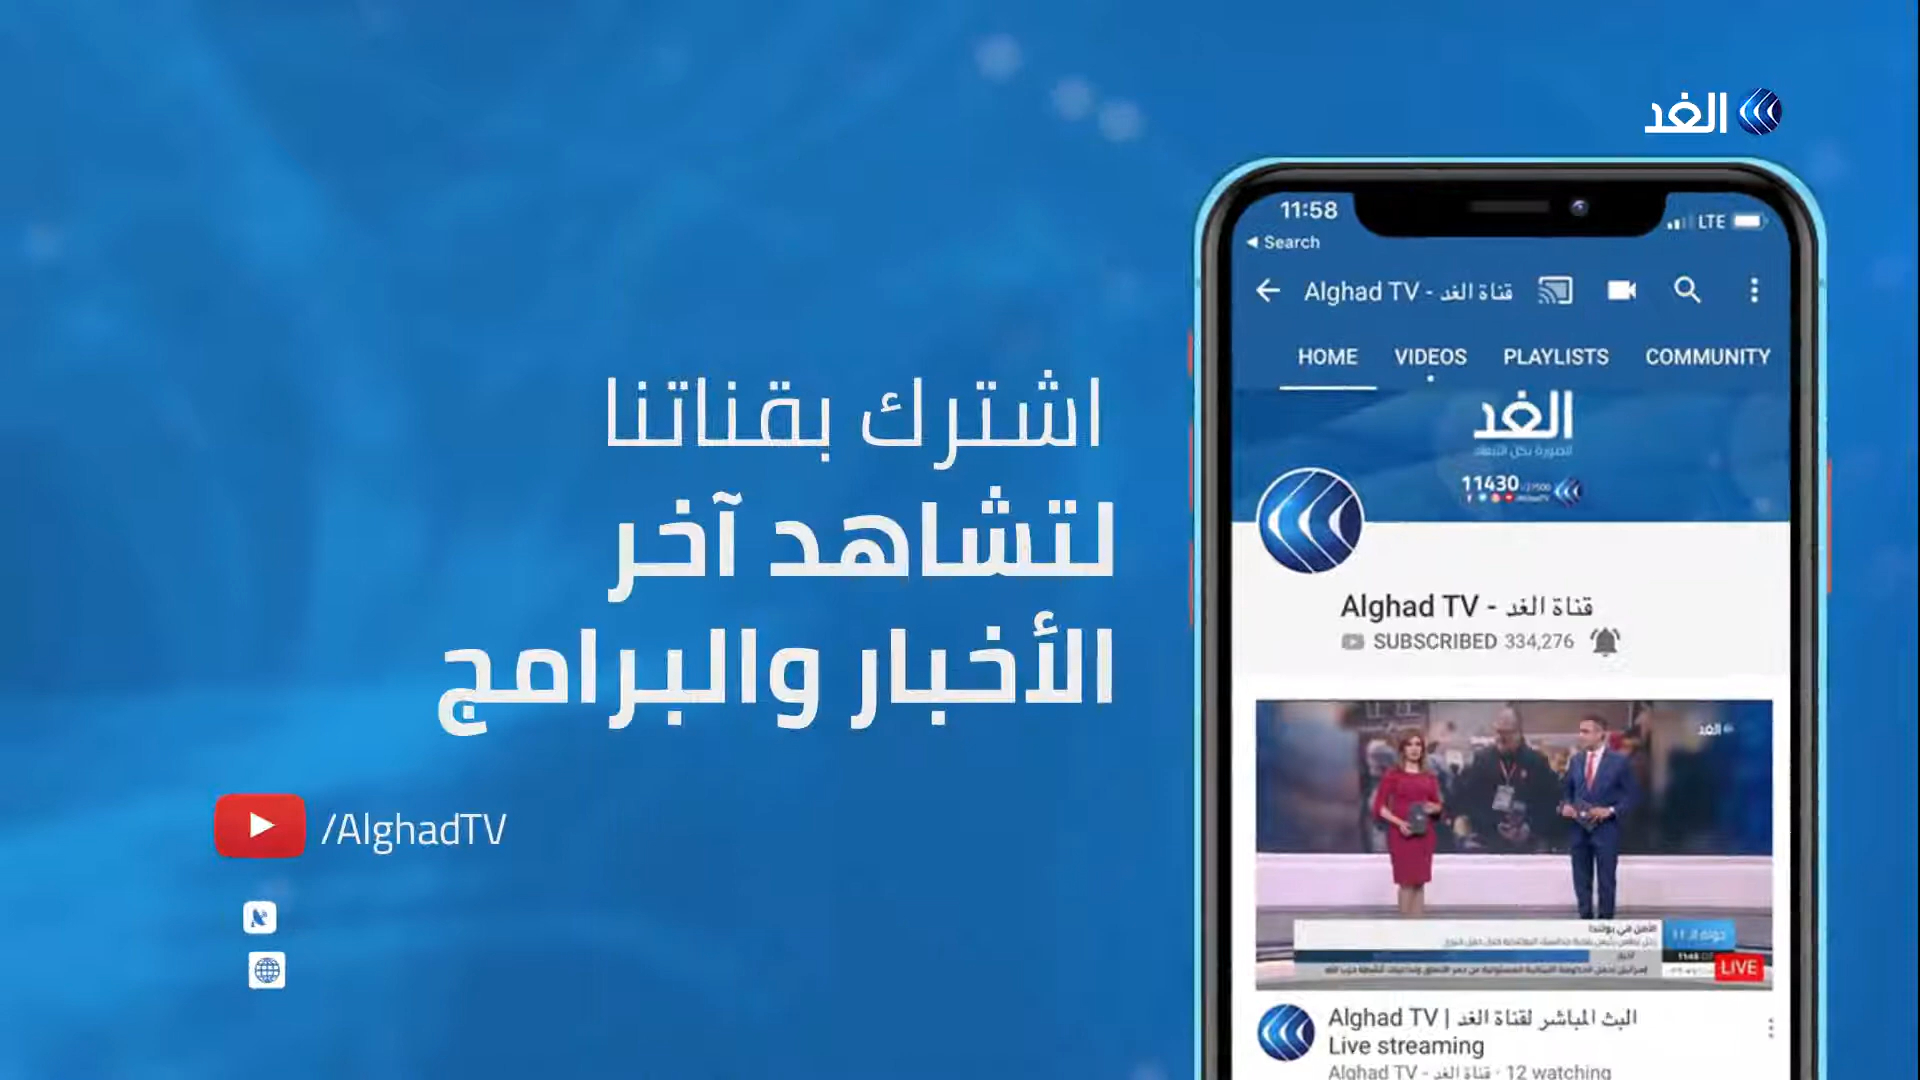 الغد
11:58
LTE
Search
Alghad TV - قناة الغد
HOME VIDEOS PLAYLISTS COMMUNITY
الغد
11430
اشترك بقناتنا
لتشاهد آخر
الأخبار والبرامج
Alghad TV - قناة الغد
SUBSCRIBED 334,276
الغد
/AlghadTV
LIVE
Alghad TV | البث المباشر لقناة الغد
Live streaming
Alghad TV - قناة الغد · 12 watching